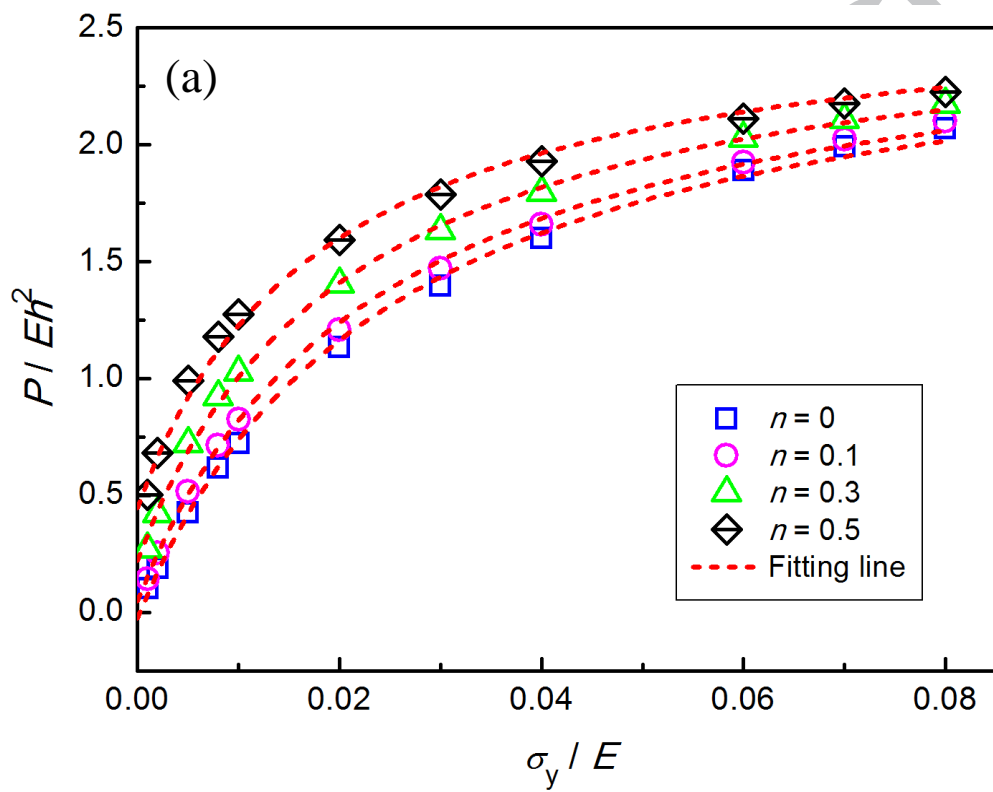 (a)
P / Eh²
2.5
2.0
1.5
1.0
0.5
0.0
0.00
0.02
0.04
0.06
0.08
σy / E
n = 0
n = 0.1
n = 0.3
n = 0.5
Fitting line